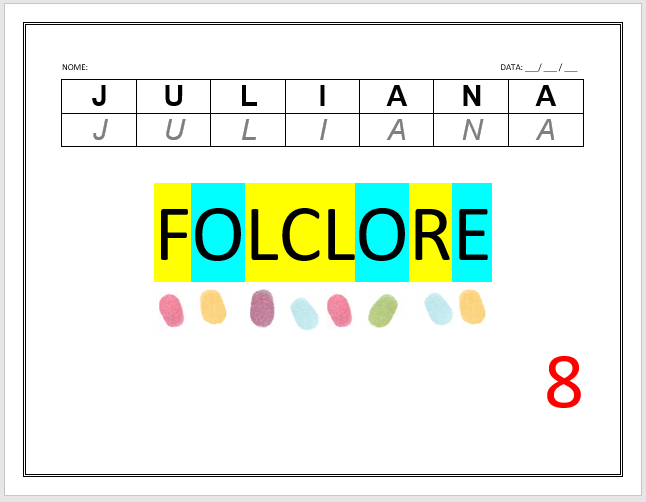 NOME: DATA: ___/ ___ / ___
J U L I A N A
J U L I A N A
FOLCLORE
8